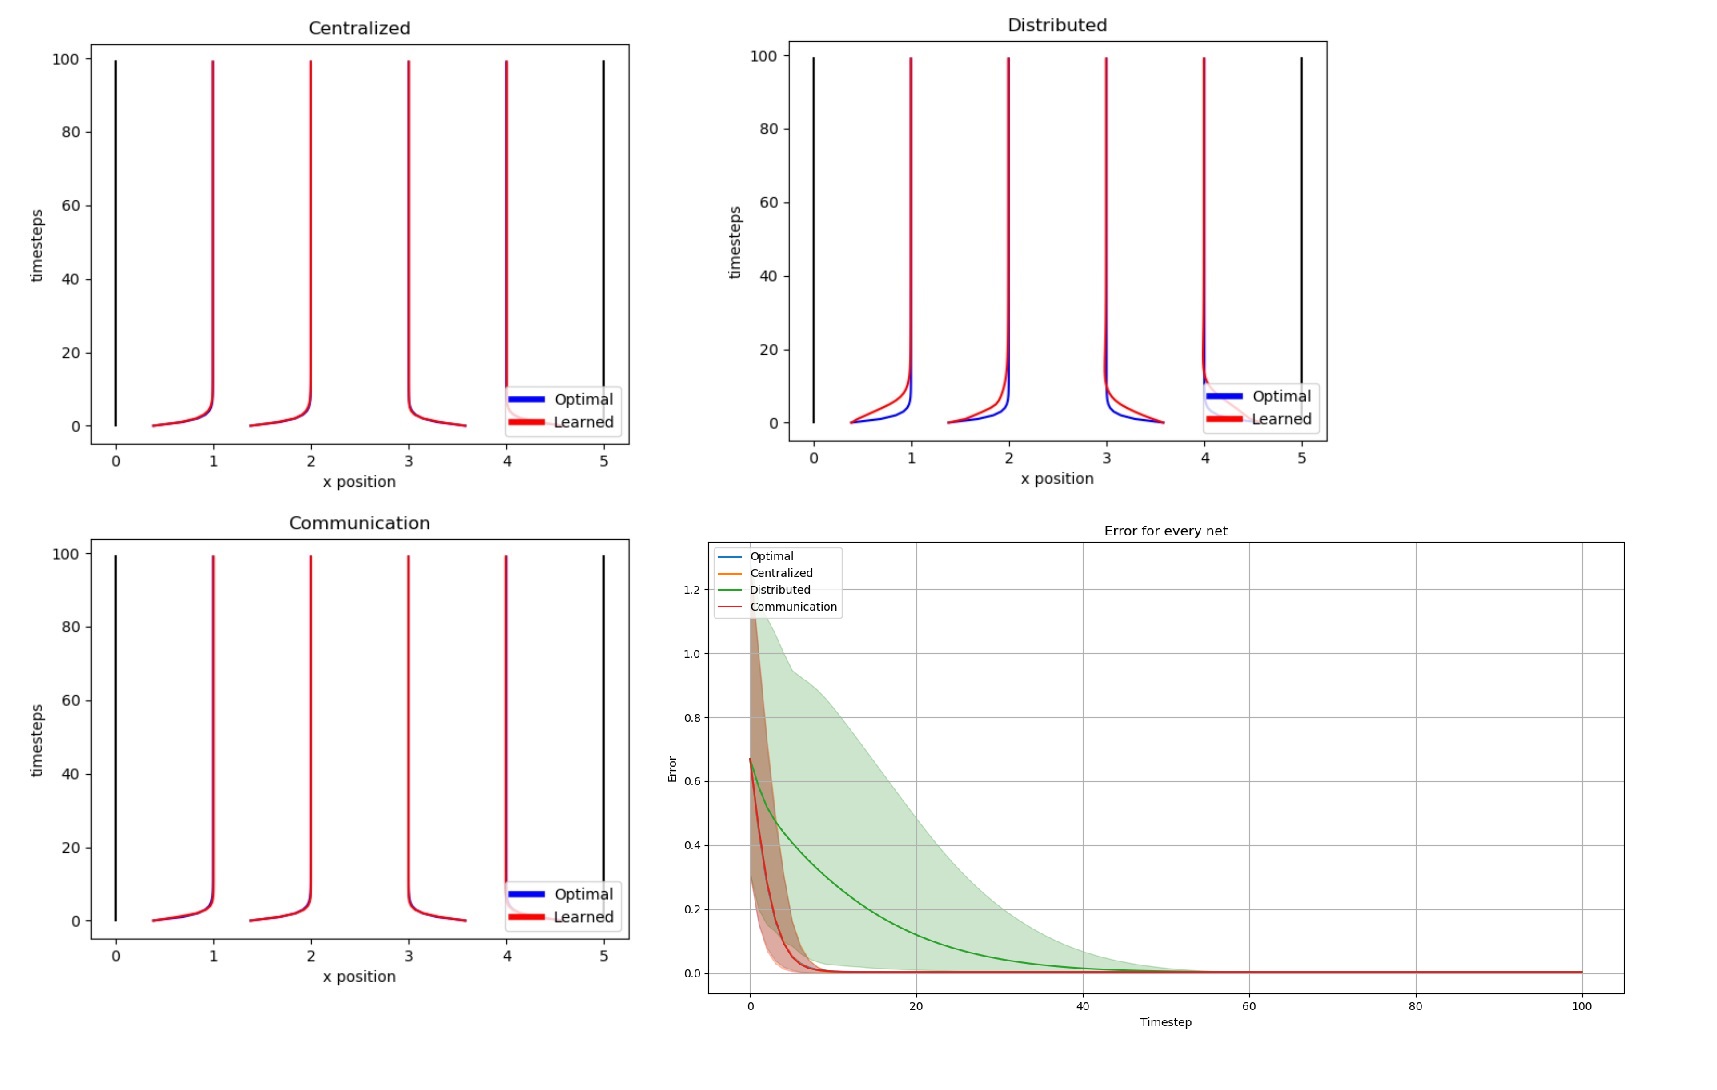 Centralized
100
80
60
40
20
0
timesteps
0 1 2 3 4 5
x position
Optimal
Learned
Distributed
100
80
60
40
20
0
timesteps
0 1 2 3 4 5
x position
Optimal
Learned
Communication
100
80
60
40
20
0
timesteps
0 1 2 3 4 5
x position
Optimal
Learned
Error for every net
Optimal
Centralized
Distributed
Communication
1.2
1.0
0.8
0.6
0.4
0.2
0.0
Error
0 20 40 60 80 100
Timestep